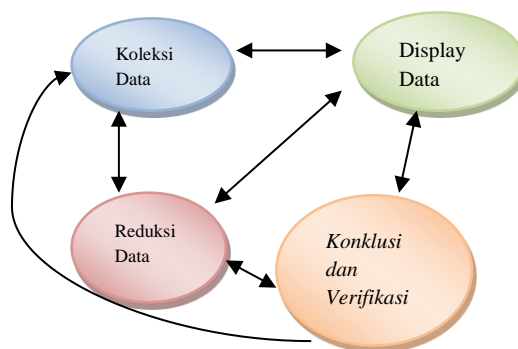 Koleksi
Data
Display
Data
Reduksi
Data
Konklusi
dan
Verifikasi